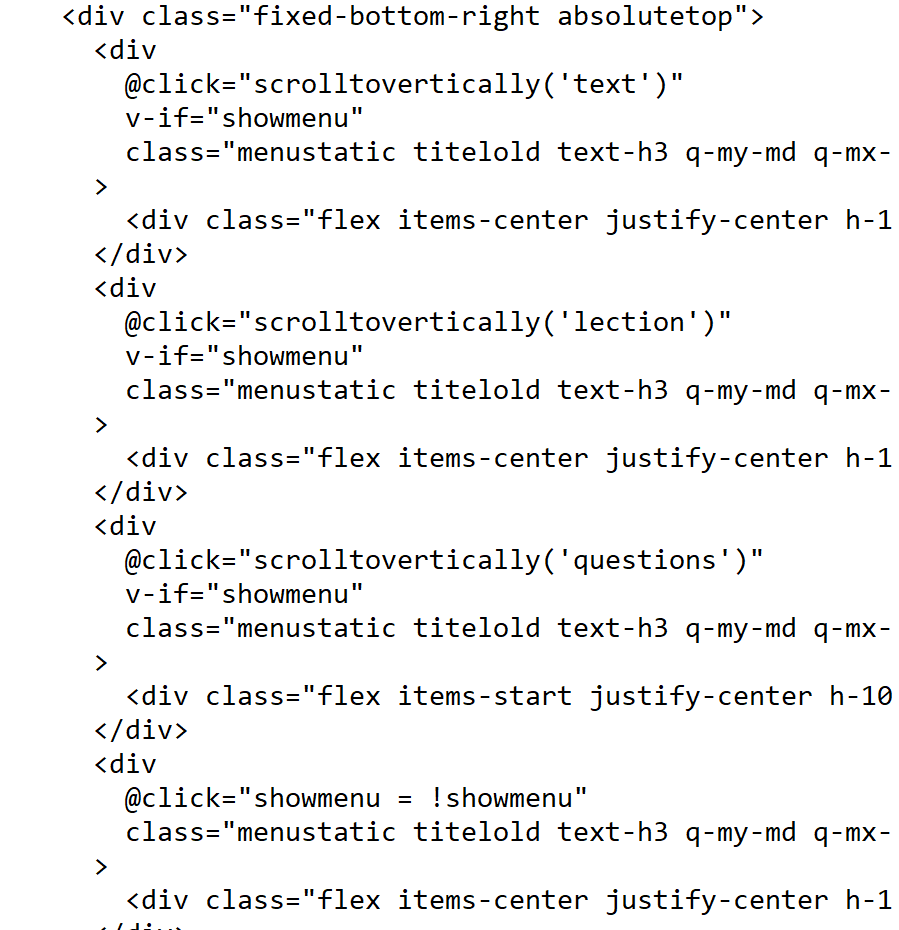 <div class="fixed-bottom-right absolutetop">
<div
@click="scrolltovertically('text')"
v-if="showmenu"
class="menustatic titelold text-h3 q-my-md q-mx-
>
<div class="flex items-center justify-center h-1
</div>
<div
@click="scrolltovertically('lection')"
v-if="showmenu"
class="menustatic titelold text-h3 q-my-md q-mx-
>
<div class="flex items-center justify-center h-1
</div>
<div
@click="scrolltovertically('questions')"
v-if="showmenu"
class="menustatic titelold text-h3 q-my-md q-mx-
>
<div class="flex items-start justify-center h-10
</div>
<div
@click="showmenu = !showmenu"
class="menustatic titelold text-h3 q-my-md q-mx-
>
<div class="flex items-center justify-center h-1
</div>